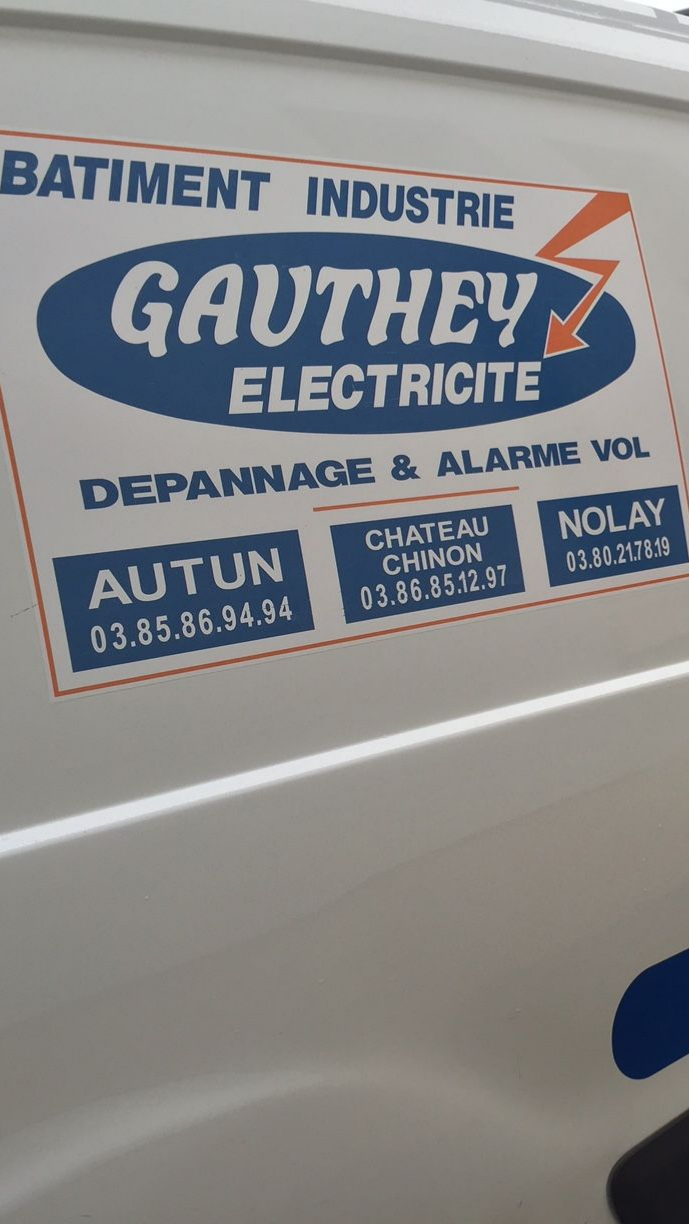 BATIMENT INDUSTRIE
GAUTHEY
ELECTRICITE
DEPANNAGE & ALARME VOL
AUTUN
03.85.86.94.94
CHATEAU
CHINON
03.86.85.12.97
NOLAY
03.80.21.78.19